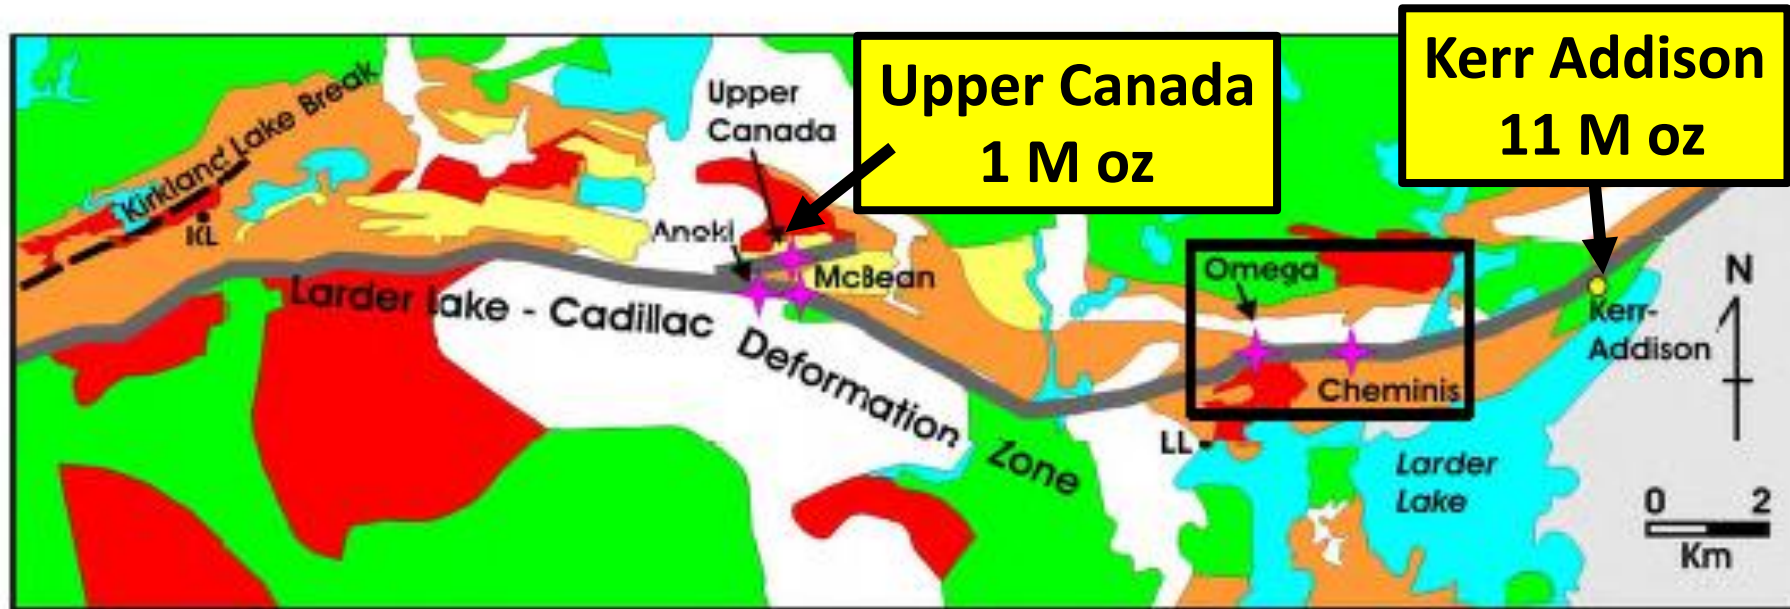 Kirkland Lake Break
KL
Upper
Canada
Upper Canada
1 M oz
Kerr Addison
11 M oz
Anoki
McBean
Omega
Cheminis
Kerr-
Addison
N
Larder Lake - Cadillac Deformation Zone
LL
Larder
Lake
0 2
Km